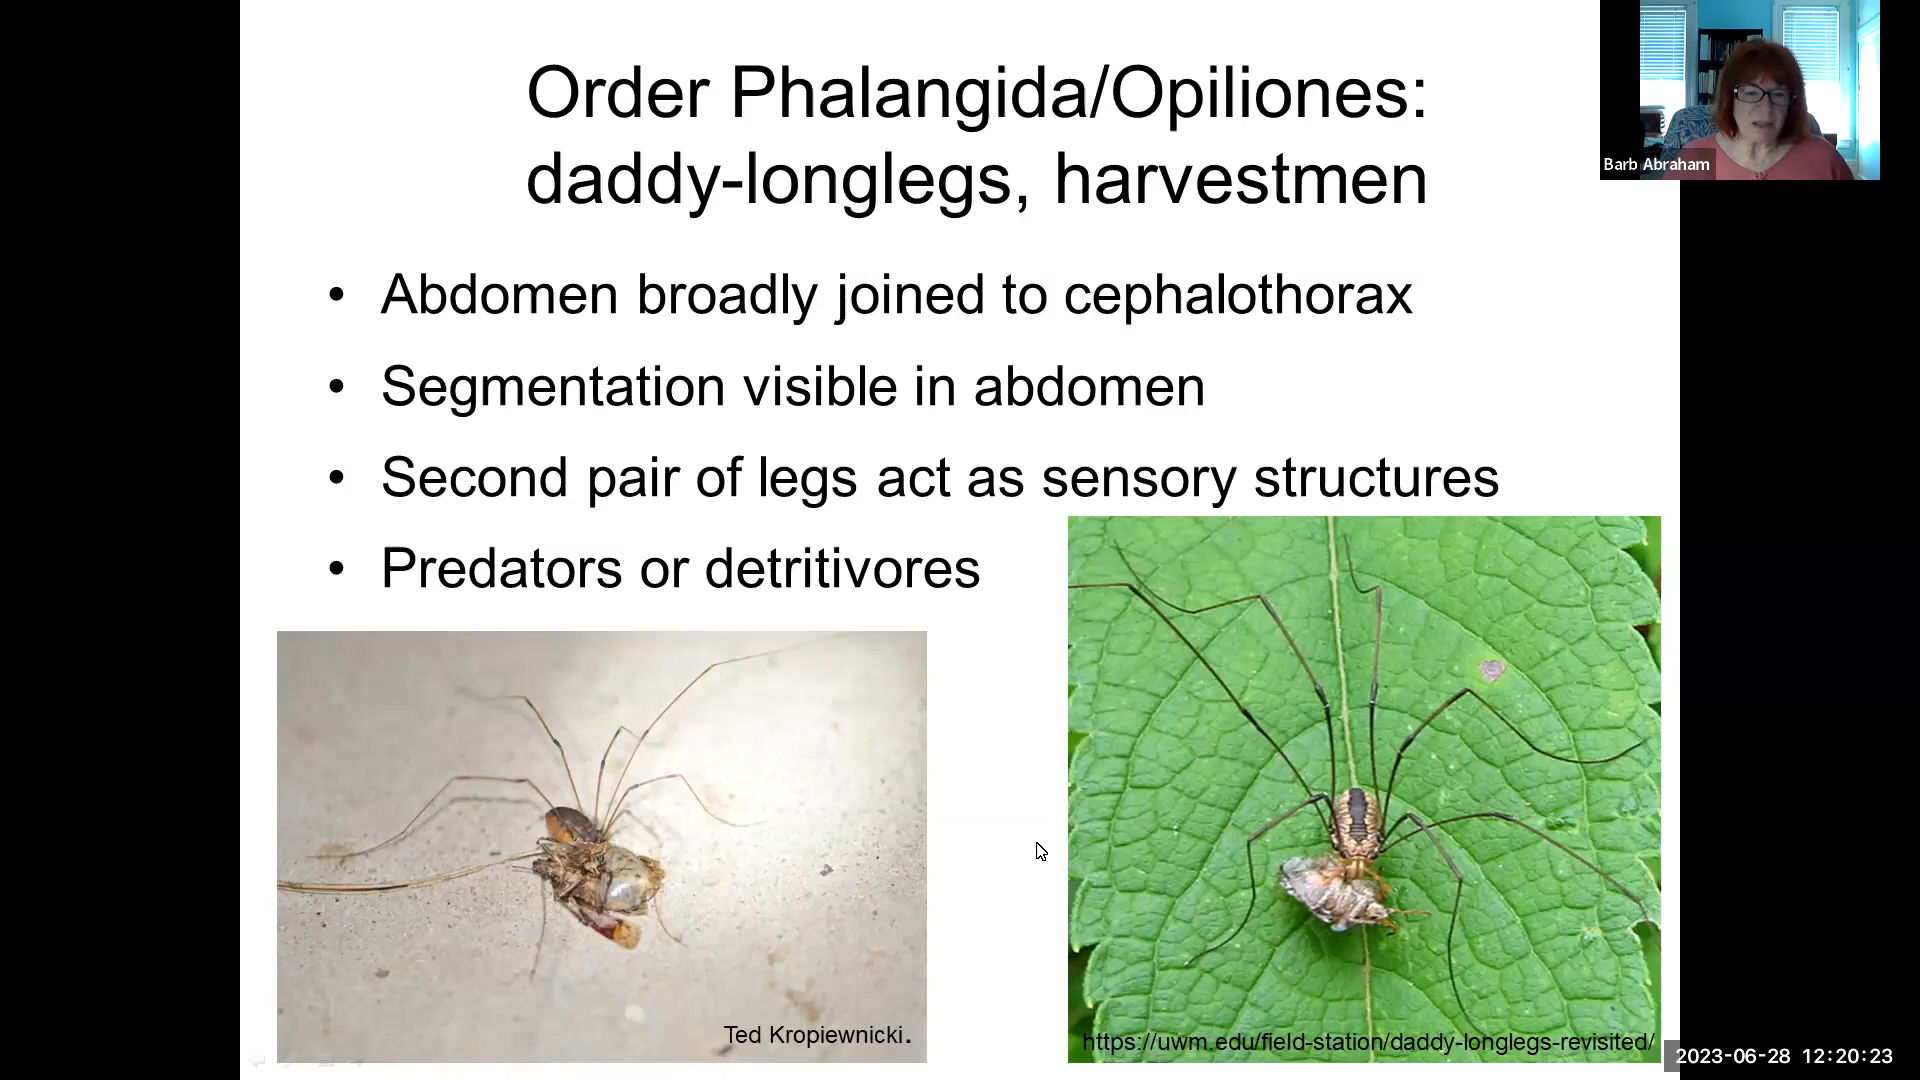 Order Phalangida/Opiliones:
daddy-longlegs, harvestmen
Barb Abraham
• Abdomen broadly joined to cephalothorax
• Segmentation visible in abdomen
• Second pair of legs act as sensory structures
• Predators or detritivores
Ted Kropiewnicki.
https://uwm.edu/field-station/daddy-longlegs-revisited/
2023-06-28 12:20:23